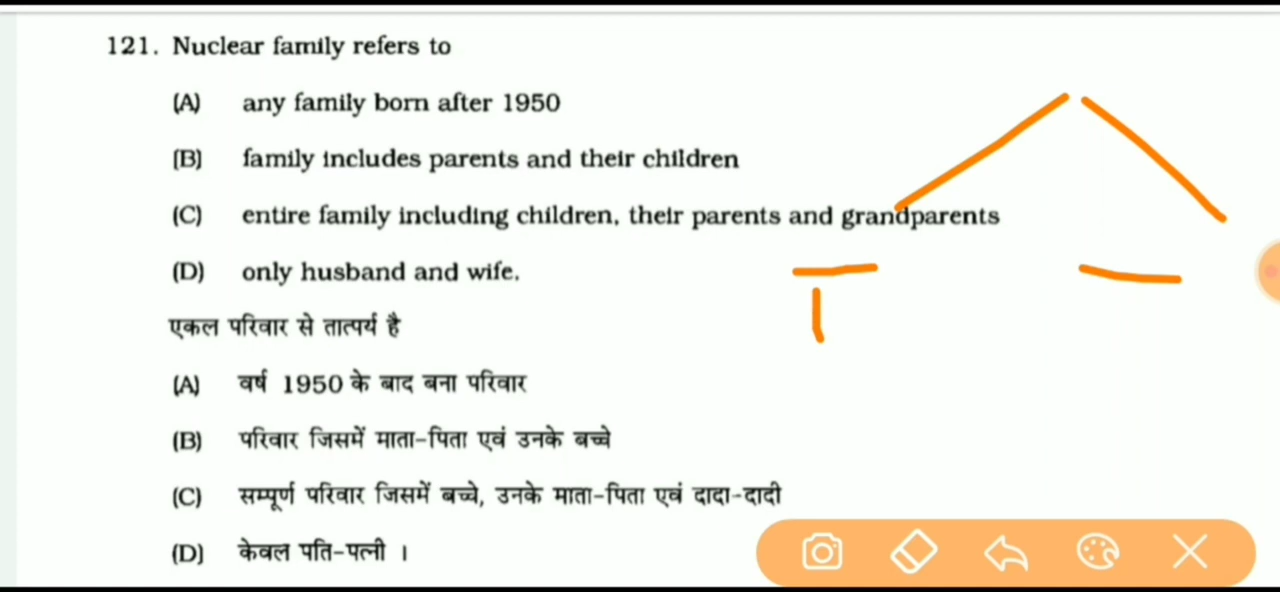 121. Nuclear family refers to
(A) any family born after 1950
(B) family includes parents and their children
(C) entire family including children, their parents and grandparents
(D) only husband and wife.
एकल परिवार से तात्पर्य है
(A) वर्ष 1950 के बाद बना परिवार
(B) परिवार जिसमें माता-पिता एवं उनके बच्चे
(C) सम्पूर्ण परिवार जिसमें बच्चे, उनके माता-पिता एवं दादा-दादी
(D) केवल पति-पत्नी ।